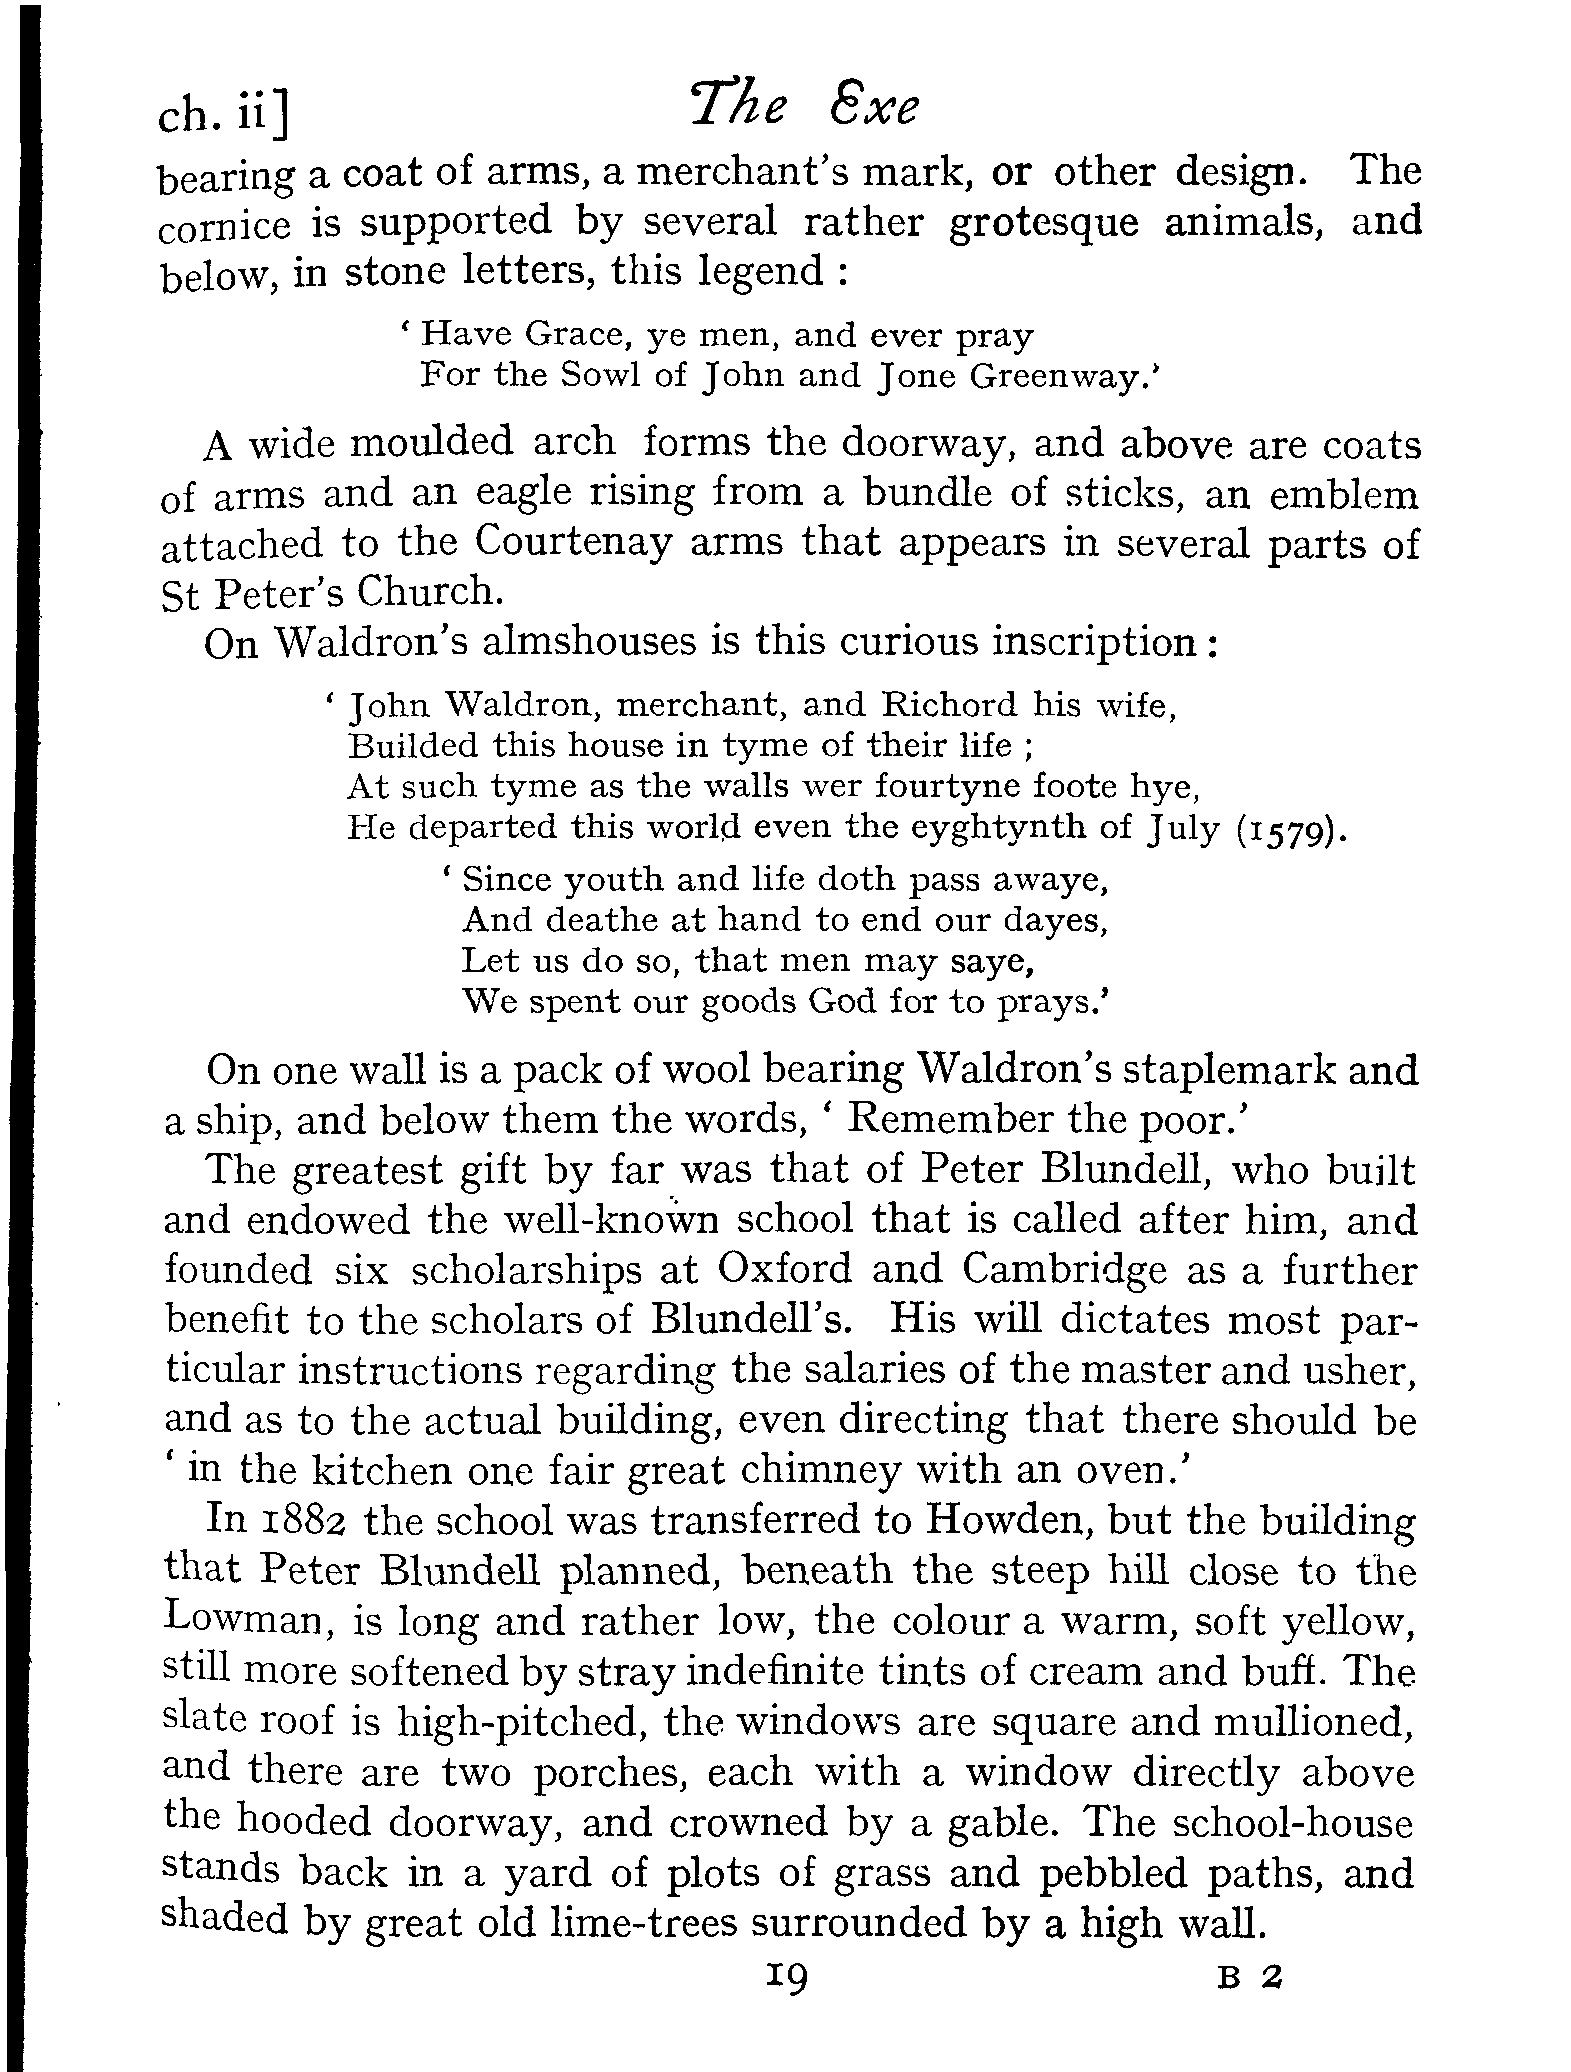 ch. ii] The Exe
bearing a coat of arms, a merchant's mark, or other design. The
cornice is supported by several rather grotesque animals, and
below, in stone letters, this legend :
‘ Have Grace, ye men, and ever pray
For the Sowl of John and Jone Greenway.’
A wide moulded arch forms the doorway, and above are coats
of arms and an eagle rising from a bundle of sticks, an emblem
attached to the Courtenay arms that appears in several parts of
St Peter's Church.
On Waldron's almshouses is this curious inscription :
‘ John Waldron, merchant, and Richord his wife,
Builded this house in tyme of their life ;
At such tyme as the walls wer fourtyne foote hye,
He departed this world even the eyghtynth of July (1579).
‘ Since youth and life doth pass awaye,
And deathe at hand to end our dayes,
Let us do so, that men may saye,
We spent our goods God for to prays.’
On one wall is a pack of wool bearing Waldron's staplemark and
a ship, and below them the words, ‘ Remember the poor.’
The greatest gift by far was that of Peter Blundell, who built
and endowed the well-known school that is called after him, and
founded six scholarships at Oxford and Cambridge as a further
benefit to the scholars of Blundell's. His will dictates most par-
ticular instructions regarding the salaries of the master and usher,
and as to the actual building, even directing that there should be
‘ in the kitchen one fair great chimney with an oven.’
In 1882 the school was transferred to Howden, but the building
that Peter Blundell planned, beneath the steep hill close to the
Lowman, is long and rather low, the colour a warm, soft yellow,
still more softened by stray indefinite tints of cream and buff. The
slate roof is high-pitched, the windows are square and mullioned,
and there are two porches, each with a window directly above
the hooded doorway, and crowned by a gable. The school-house
stands back in a yard of plots of grass and pebbled paths, and
shaded by great old lime-trees surrounded by a high wall.
19 B 2